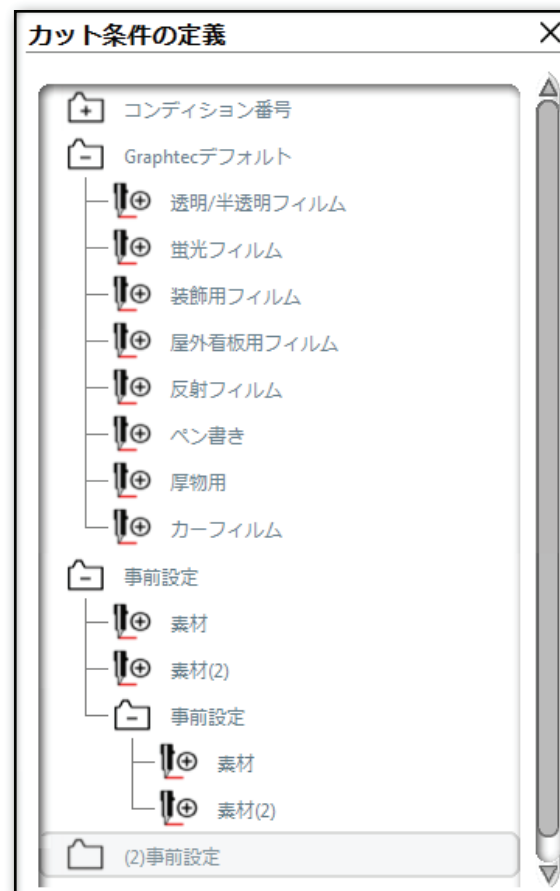 カット条件の定義
コンディション番号
Graphtecデフォルト
透明/半透明フィルム
蛍光フィルム
装飾用フィルム
屋外看板用フィルム
反射フィルム
ペン書き
厚物用
カーフィルム
事前設定
素材
素材(2)
事前設定
素材
素材(2)
(2)事前設定